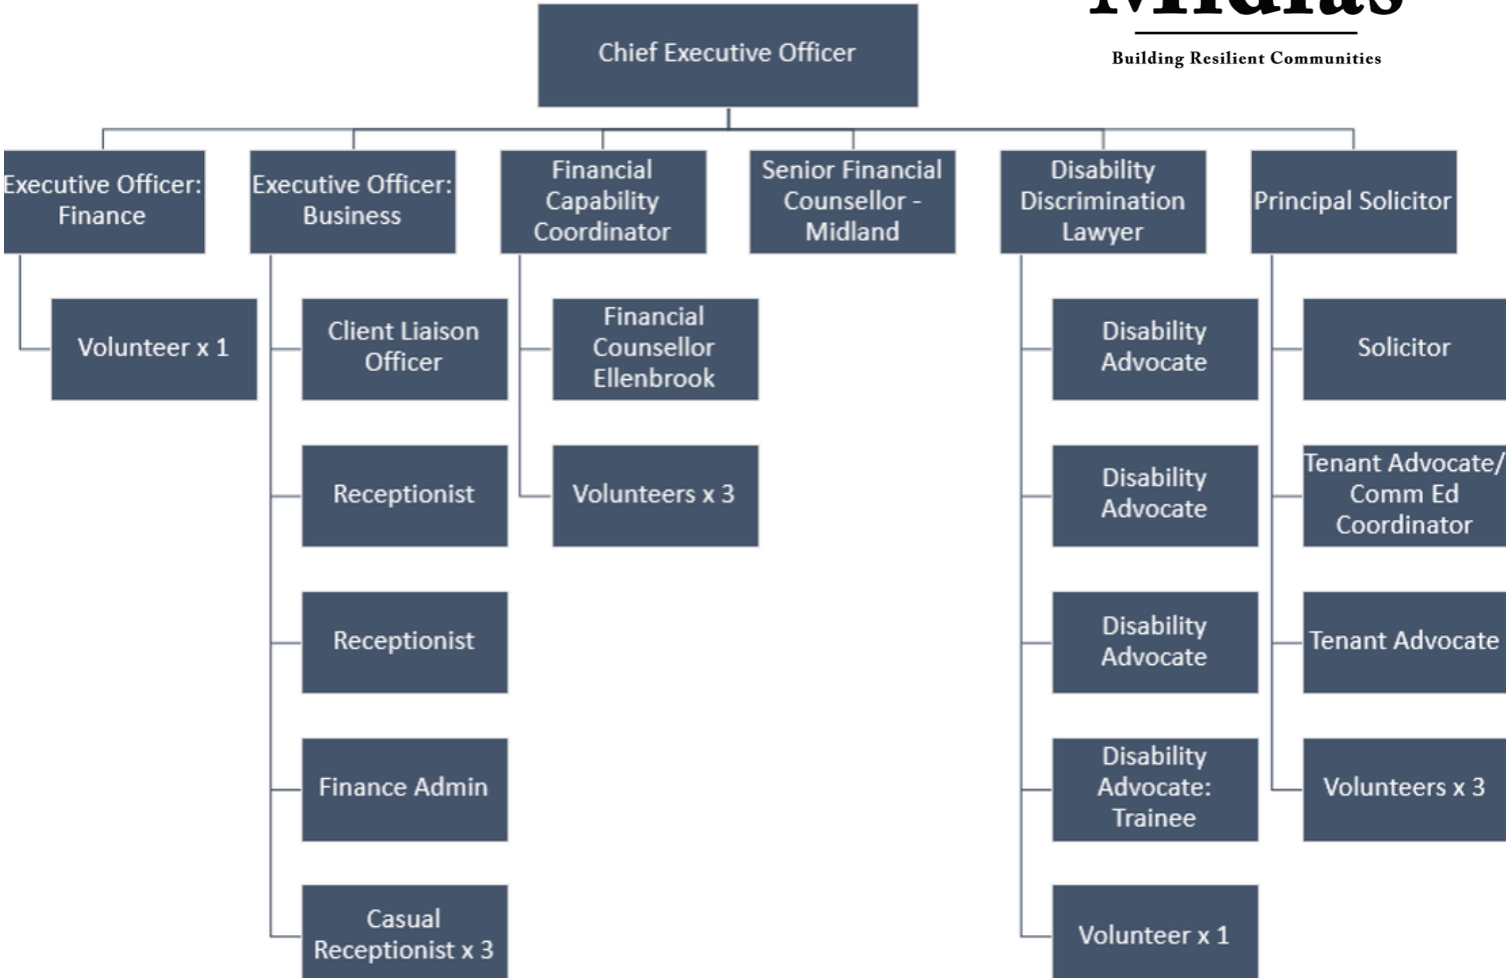 Midlas
Building Resilient Communities
Chief Executive Officer
Executive Officer:
Finance
Executive Officer:
Business
Financial
Capability
Coordinator
Senior Financial
Counsellor -
Midland
Disability
Discrimination
Lawyer
Principal Solicitor
Volunteer x 1
Client Liaison
Officer
Receptionist
Receptionist
Finance Admin
Casual
Receptionist x 3
Financial
Counsellor
Ellenbrook
Volunteers x 3
Disability
Advocate
Disability
Advocate
Disability
Advocate
Disability
Advocate:
Trainee
Volunteer x 1
Solicitor
Tenant Advocate/
Comm Ed
Coordinator
Tenant Advocate
Volunteers x 3